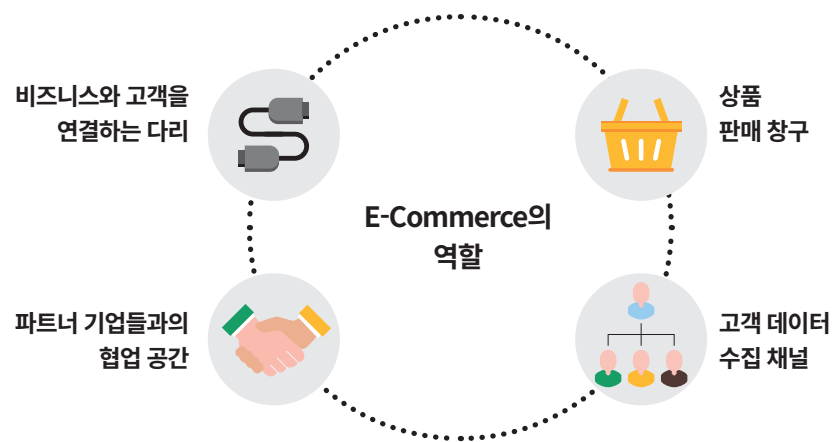 비즈니스와 고객을
연결하는 다리
상품
판매 창구
E-Commerce의
역할
파트너 기업들과의
협업 공간
고객 데이터
수집 채널